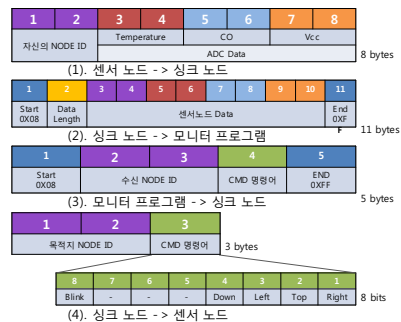 1 2 3 4 5 6 7 8
자신의 NODE ID Temperature CO Vcc
ADC Data 8 bytes
(1). 센서 노드 -> 싱크 노드
1 2 3 4 5 6 7 8 9 10 11
Start 0X08 Data Length 센서노드 Data End 0XFF 11 bytes
(2). 싱크 노드 -> 모니터 프로그램
1 2 3 4 5
Start 0X08 수신 NODE ID CMD 명령어 END 0XFF 5 bytes
(3). 모니터 프로그램 -> 싱크 노드
1 2 3
목적지 NODE ID CMD 명령어 3 bytes
8 7 6 5 4 3 2 1
Blink - - - Down Left Top Right 8 bits
(4). 싱크 노드 -> 센서 노드